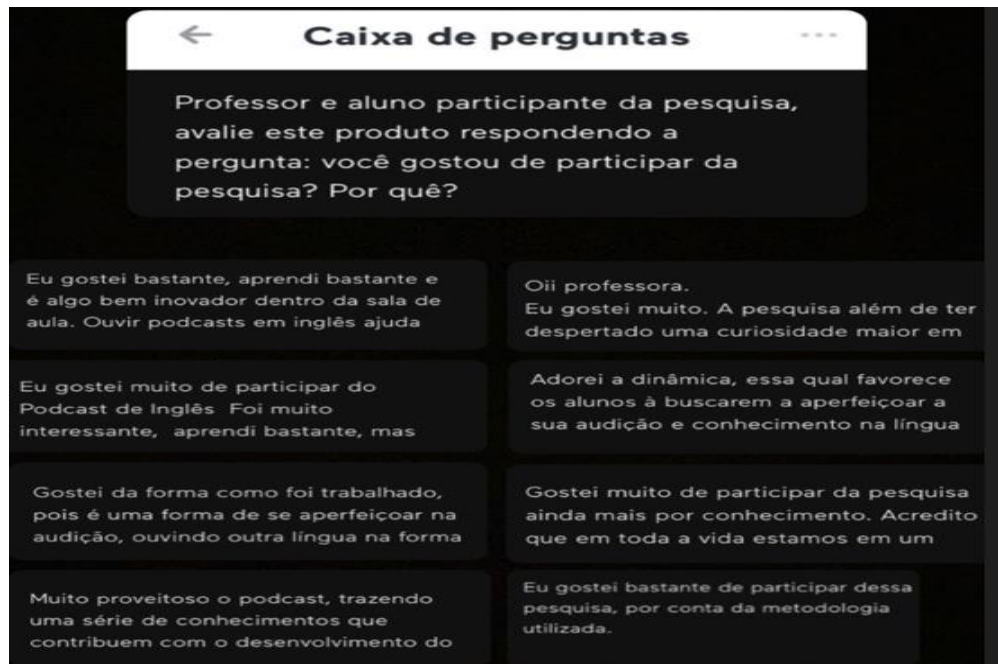 Caixa de perguntas
Professor e aluno participante da pesquisa,
avalie este produto respondendo a
pergunta: você gostou de participar da
pesquisa? Por quê?
Eu gostei bastante, aprendi bastante e
é algo bem inovador dentro da sala de
aula. Ouvir podcasts em inglês ajuda
Oii professora.
Eu gostei muito. A pesquisa além de ter
despertado uma curiosidade maior em
Eu gostei muito de participar do
Podcast de Inglês Foi muito
interessante, aprendi bastante, mas
Adorei a dinâmica, essa qual favorece
os alunos à buscarem a aperfeiçoar a
sua audição e conhecimento na língua
Gostei da forma como foi trabalhado,
pois é uma forma de se aperfeiçoar na
audição, ouvindo outra língua na forma
Gostei muito de participar da pesquisa
ainda mais por conhecimento. Acredito
que em toda a vida estamos em um
Muito proveitoso o podcast, trazendo
uma série de conhecimentos que
contribuem com o desenvolvimento do
Eu gostei bastante de participar dessa
pesquisa, por conta da metodologia
utilizada.